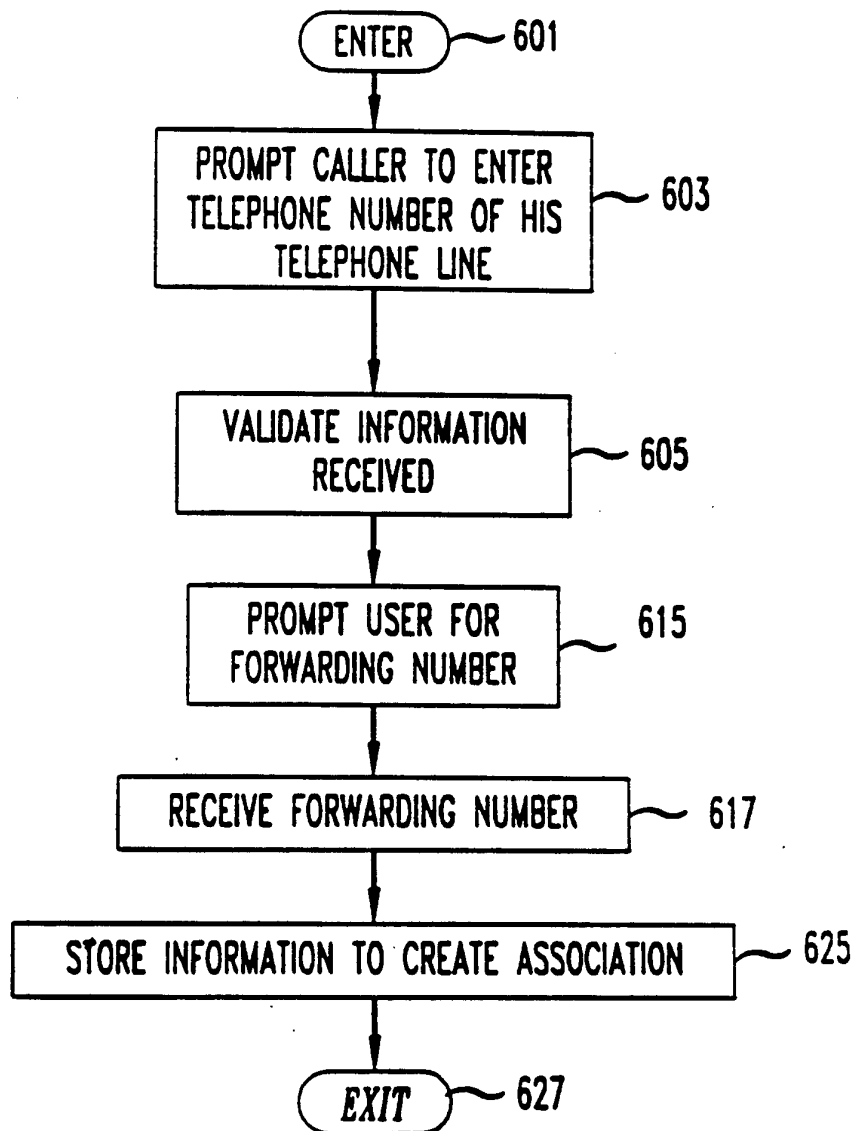 ENTER 601
PROMPT CALLER TO ENTER
TELEPHONE NUMBER OF HIS
TELEPHONE LINE
603
VALIDATE INFORMATION
RECEIVED
605
PROMPT USER FOR
FORWARDING NUMBER
615
RECEIVE FORWARDING NUMBER 617
STORE INFORMATION TO CREATE ASSOCIATION 625
EXIT 627